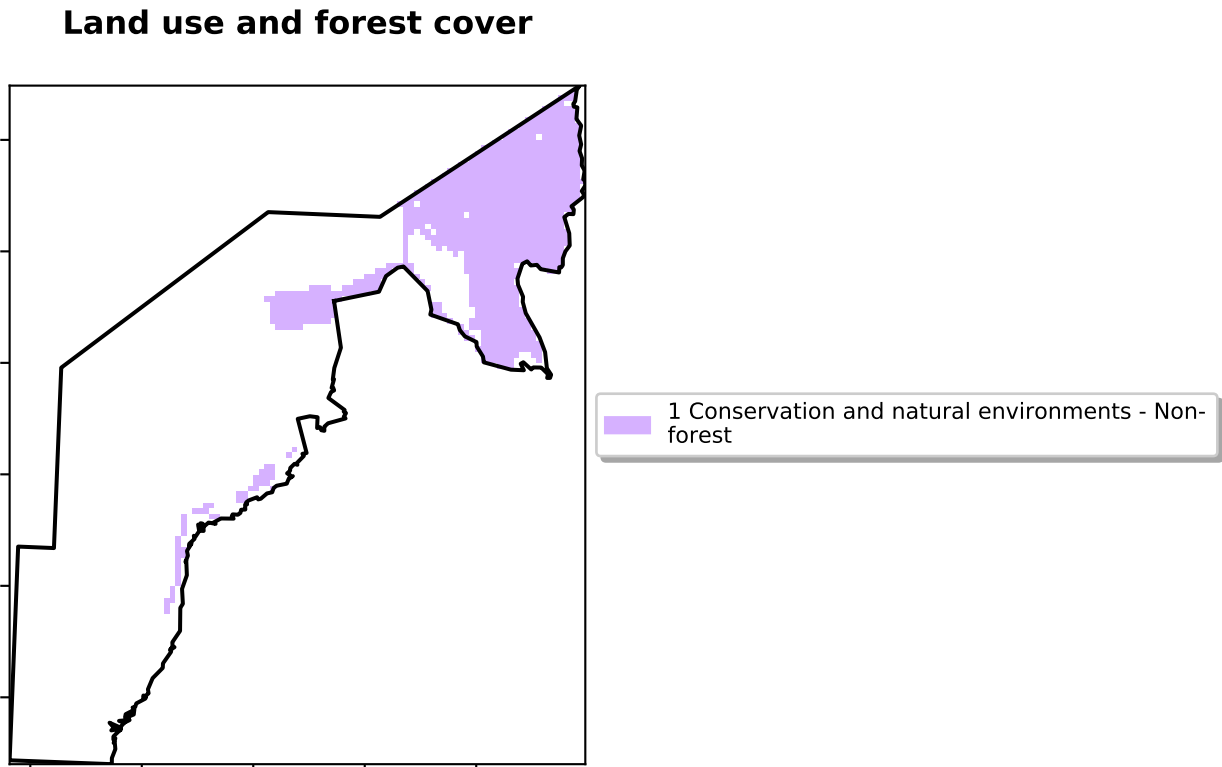 Land use and forest cover
1 Conservation and natural environments - Non-
forest